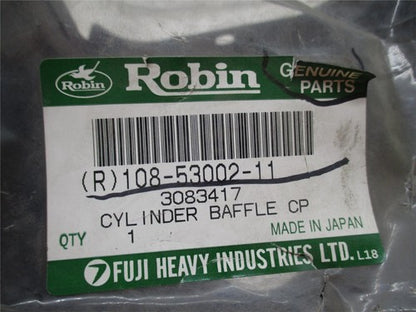 Robin Robin GENUINE
PARTS
(R)108-53002-11
3083417
CYLINDER BAFFLE CP
QTY 1 MADE IN JAPAN
FUJI HEAVY INDUSTRIES LTD. L18